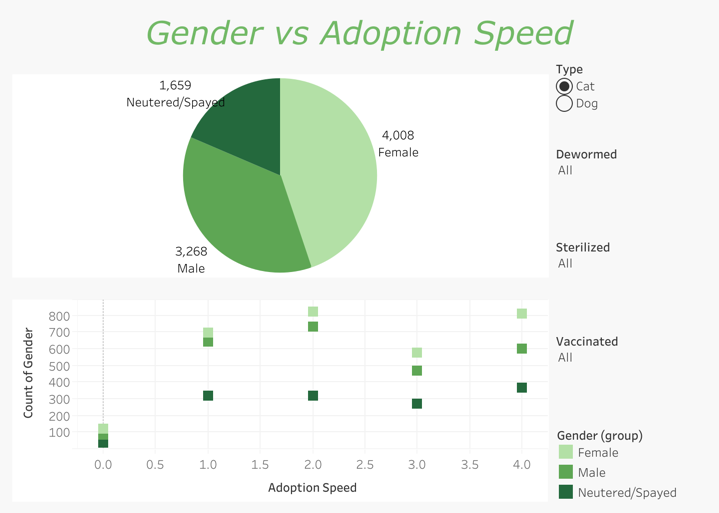 Gender vs Adoption Speed
1,659
Neutered/Spayed
4,008
Female
3,268
Male
Type
Cat
Dog
Dewormed
All
Sterilized
All
Vaccinated
All
Count of Gender
800
700
600
500
400
300
200
100
0.0 0.5 1.0 1.5 2.0 2.5 3.0 3.5 4.0
Adoption Speed
Gender (group)
Female
Male
Neutered/Spayed